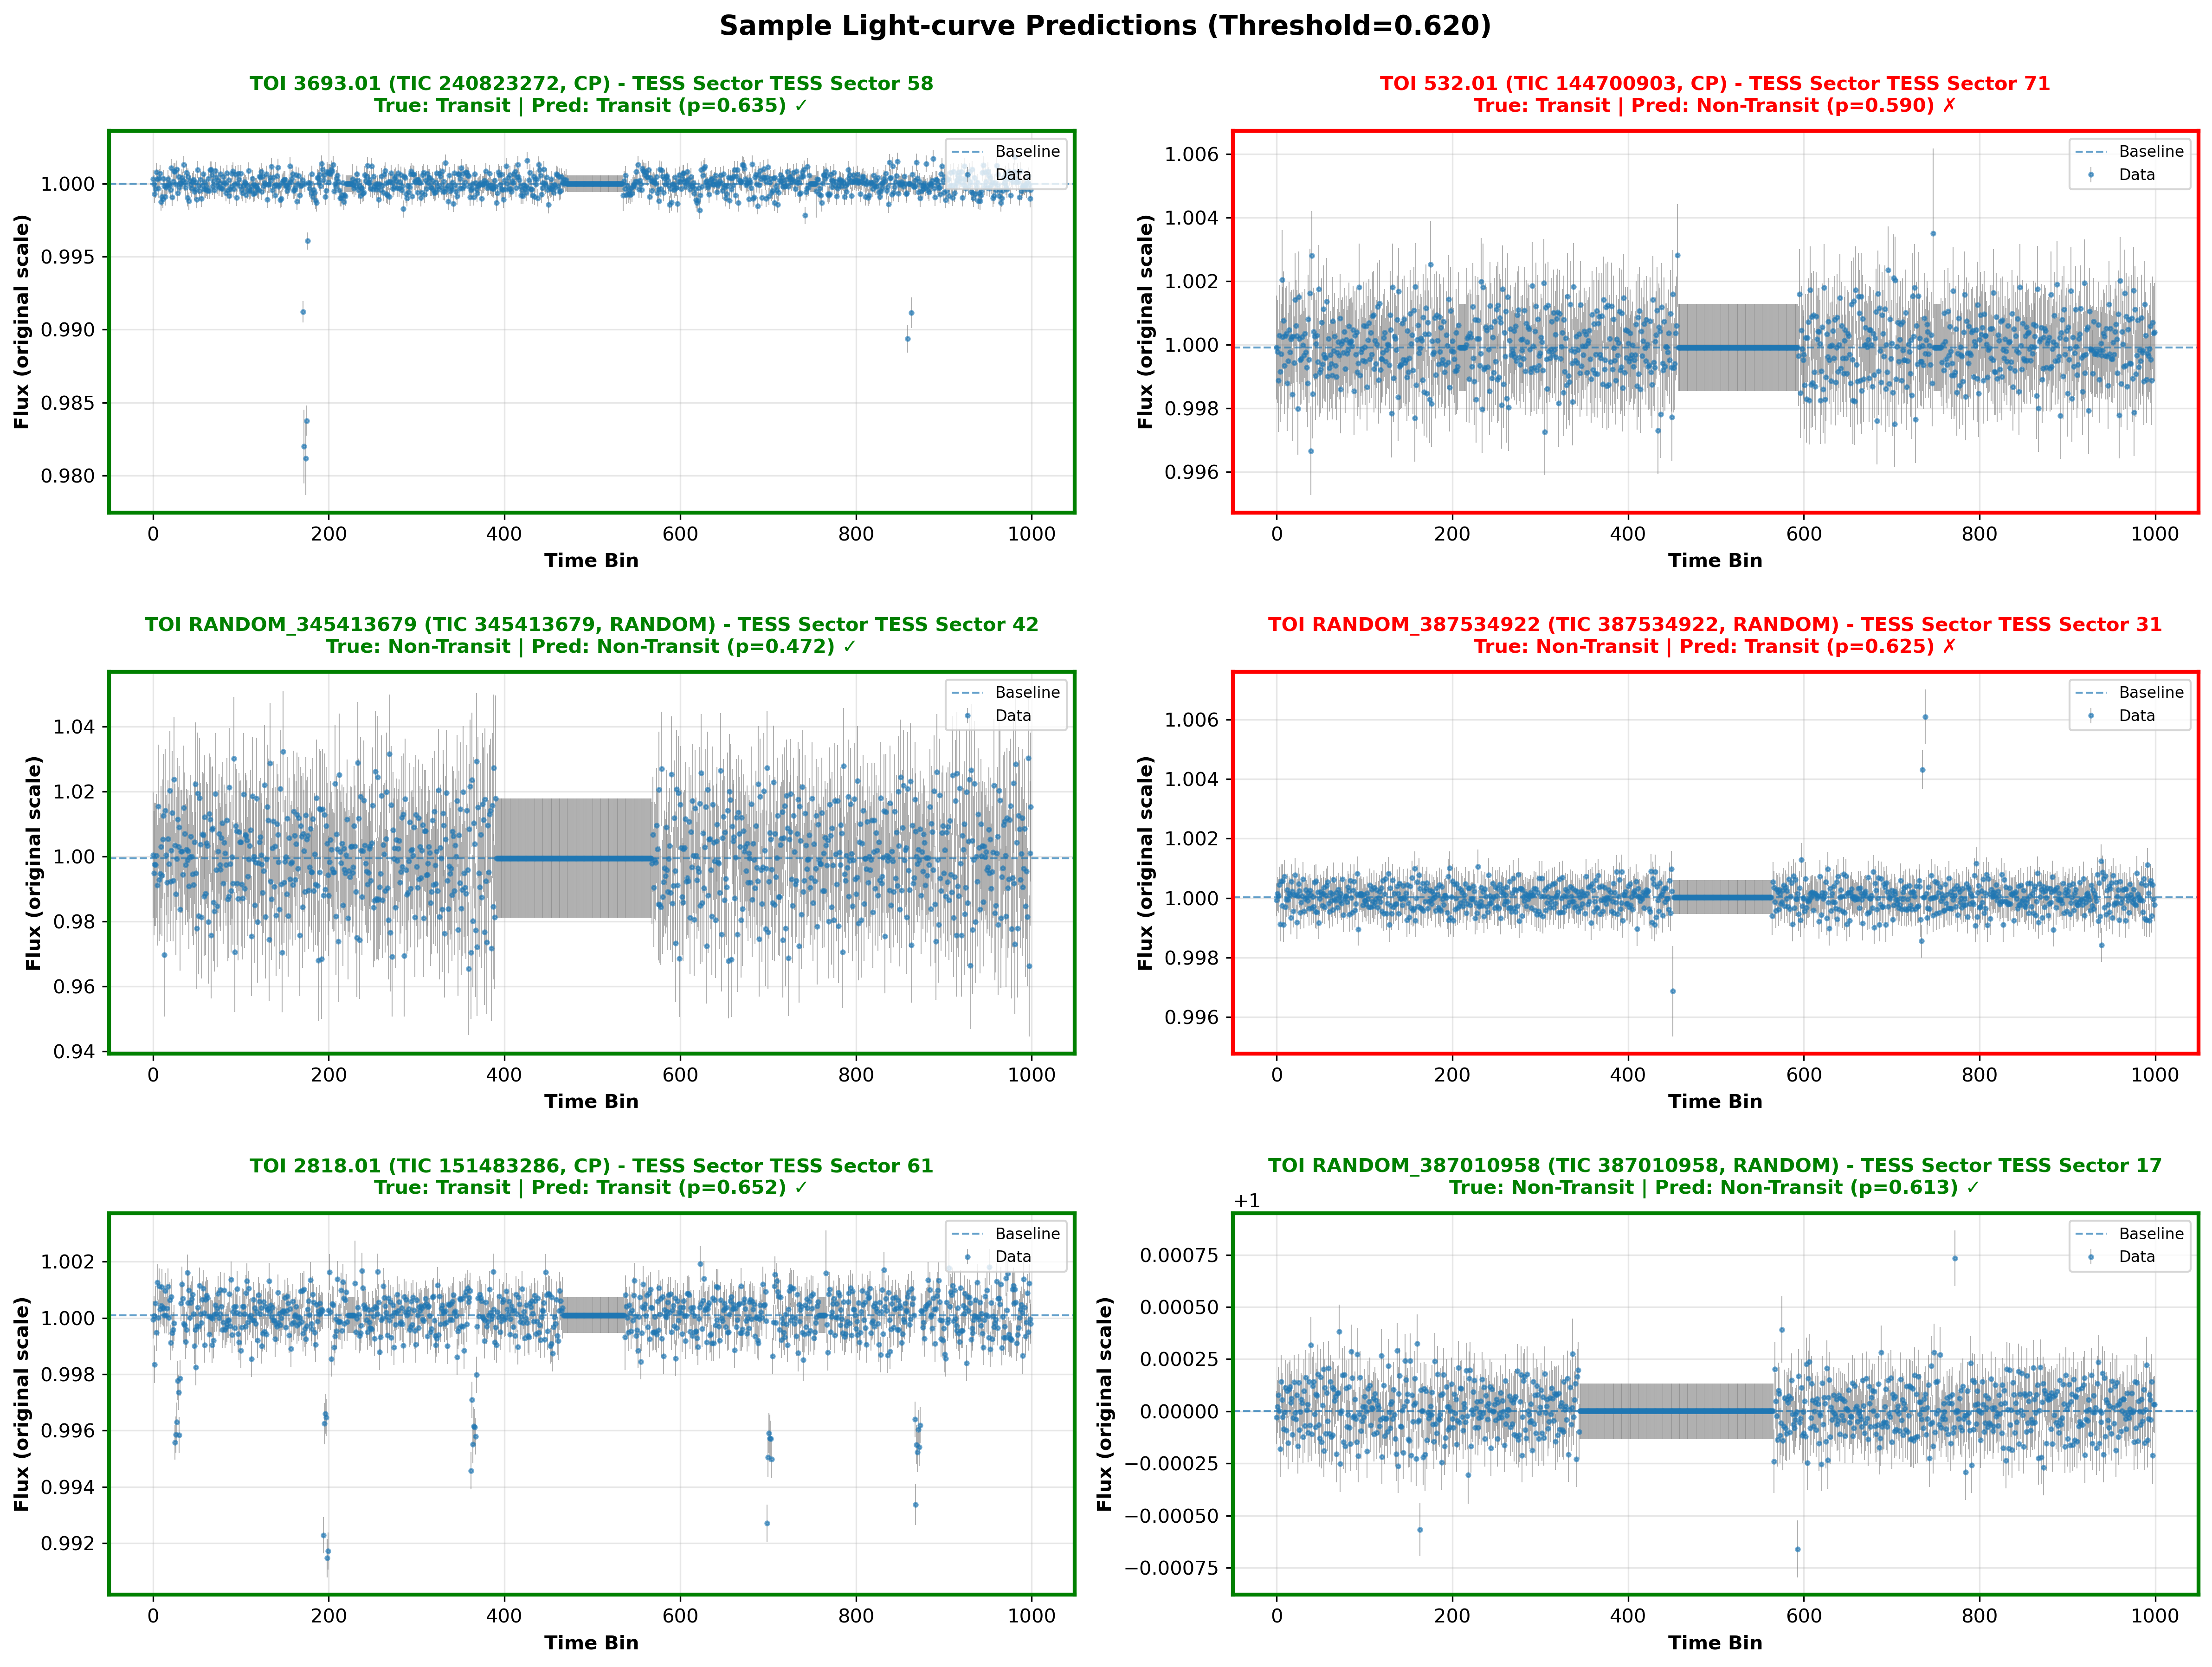 Sample Light-curve Predictions (Threshold=0.620)
TOI 3693.01 (TIC 240823272, CP) - TESS Sector TESS Sector 58
True: Transit | Pred: Transit (p=0.635) ✓
Baseline
Data
1.000
0.995
0.990
0.985
0.980
Flux (original scale)
0 200 400 600 800 1000
Time Bin
TOI 532.01 (TIC 144700903, CP) - TESS Sector TESS Sector 71
True: Transit | Pred: Non-Transit (p=0.590) ✗
Baseline
Data
1.006
1.004
1.002
1.000
0.998
0.996
Flux (original scale)
0 200 400 600 800 1000
Time Bin
TOI RANDOM_345413679 (TIC 345413679, RANDOM) - TESS Sector TESS Sector 42
True: Non-Transit | Pred: Non-Transit (p=0.472) ✓
Baseline
Data
1.04
1.02
1.00
0.98
0.96
0.94
Flux (original scale)
0 200 400 600 800 1000
Time Bin
TOI RANDOM_387534922 (TIC 387534922, RANDOM) - TESS Sector TESS Sector 31
True: Non-Transit | Pred: Transit (p=0.625) ✗
Baseline
Data
1.006
1.004
1.002
1.000
0.998
0.996
Flux (original scale)
0 200 400 600 800 1000
Time Bin
TOI 2818.01 (TIC 151483286, CP) - TESS Sector TESS Sector 61
True: Transit | Pred: Transit (p=0.652) ✓
Baseline
Data
1.002
1.000
0.998
0.996
0.994
0.992
Flux (original scale)
0 200 400 600 800 1000
Time Bin
TOI RANDOM_387010958 (TIC 387010958, RANDOM) - TESS Sector TESS Sector 17
True: Non-Transit | Pred: Non-Transit (p=0.613) ✓
+1
Baseline
Data
0.00075
0.00050
0.00025
0.00000
−0.00025
−0.00050
−0.00075
Flux (original scale)
0 200 400 600 800 1000
Time Bin